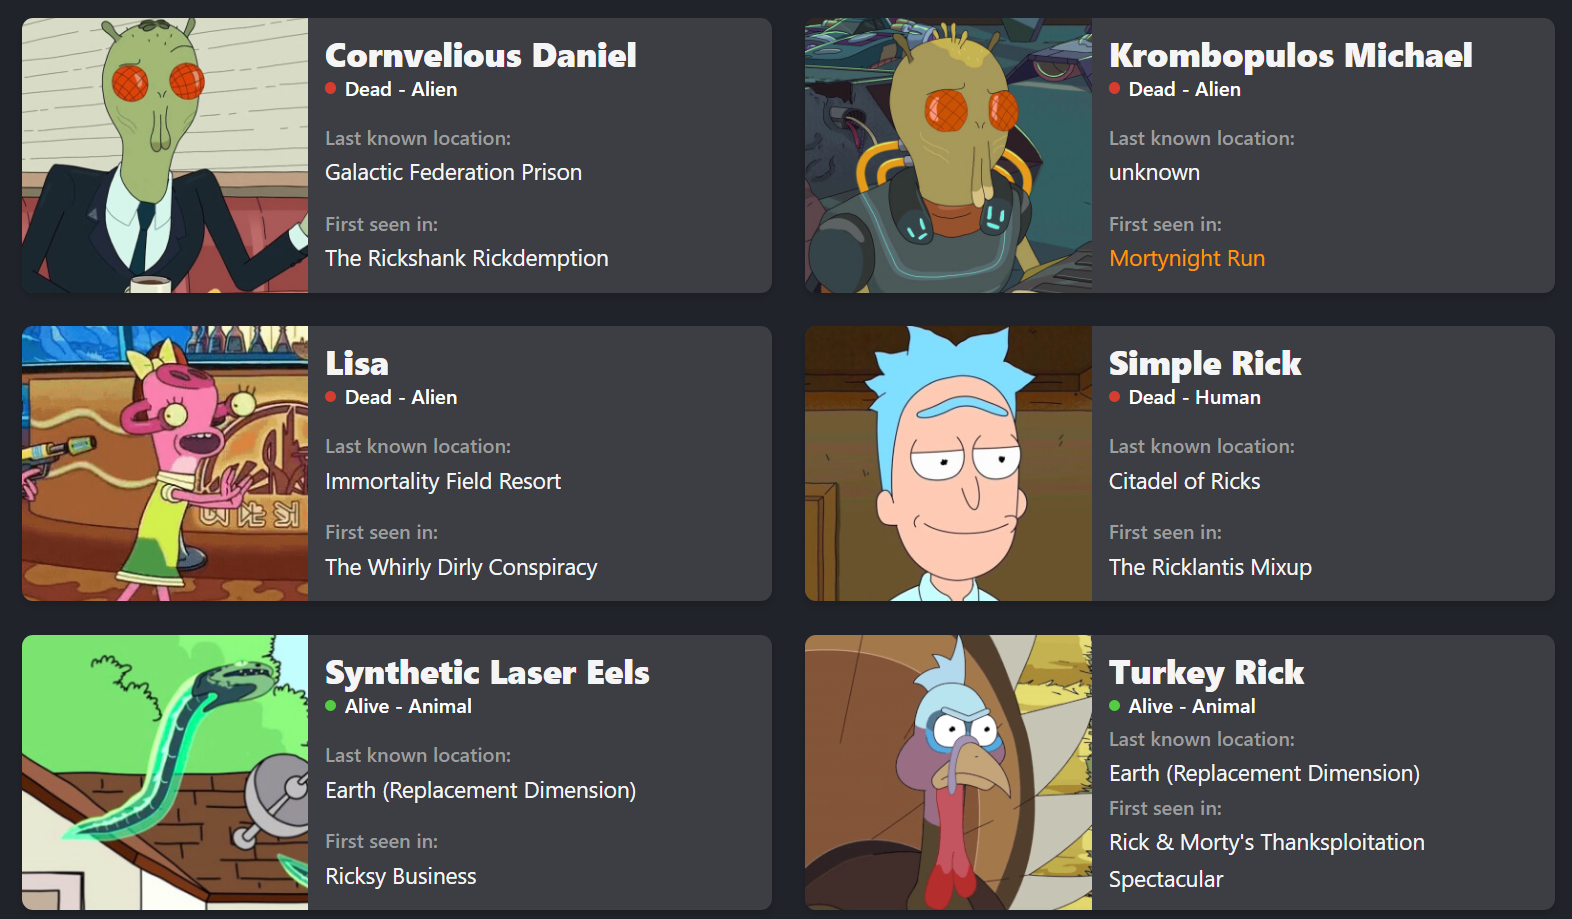 Cornvelious Daniel
Dead - Alien
Last known location:
Galactic Federation Prison
First seen in:
The Rickshank Rickdemption
Krombopulos Michael
Dead - Alien
Last known location:
unknown
First seen in:
Mortynight Run
Lisa
Dead - Alien
Last known location:
Immortality Field Resort
First seen in:
The Whirly Dirly Conspiracy
Simple Rick
Dead - Human
Last known location:
Citadel of Ricks
First seen in:
The Ricklantis Mixup
Synthetic Laser Eels
Alive - Animal
Last known location:
Earth (Replacement Dimension)
First seen in:
Ricksy Business
Turkey Rick
Alive - Animal
Last known location:
Earth (Replacement Dimension)
First seen in:
Rick & Morty's Thanksploitation
Spectacular